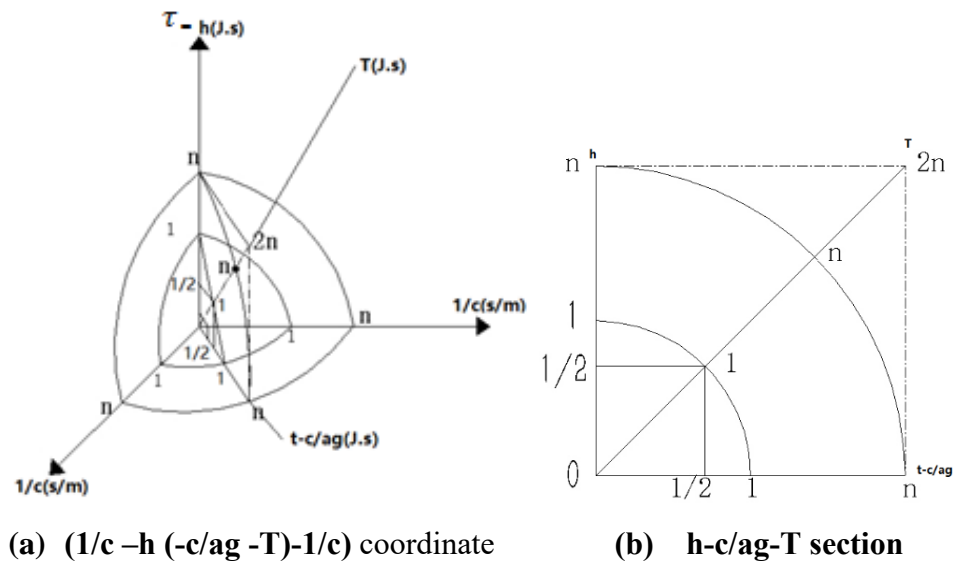 τ- h(J.s)
T(J.s)
n
1
2n
n
1/2
1
1/c(s/m)
n
1/2
1
1
1
n
n
t-c/ag(J.s)
1/c(s/m)
(a) (1/c –h (-c/ag -T)-1/c) coordinate
n h
T
2n
n
1
1/2
1
0
1/2
1
n
t-c/ag
(b) h-c/ag-T section